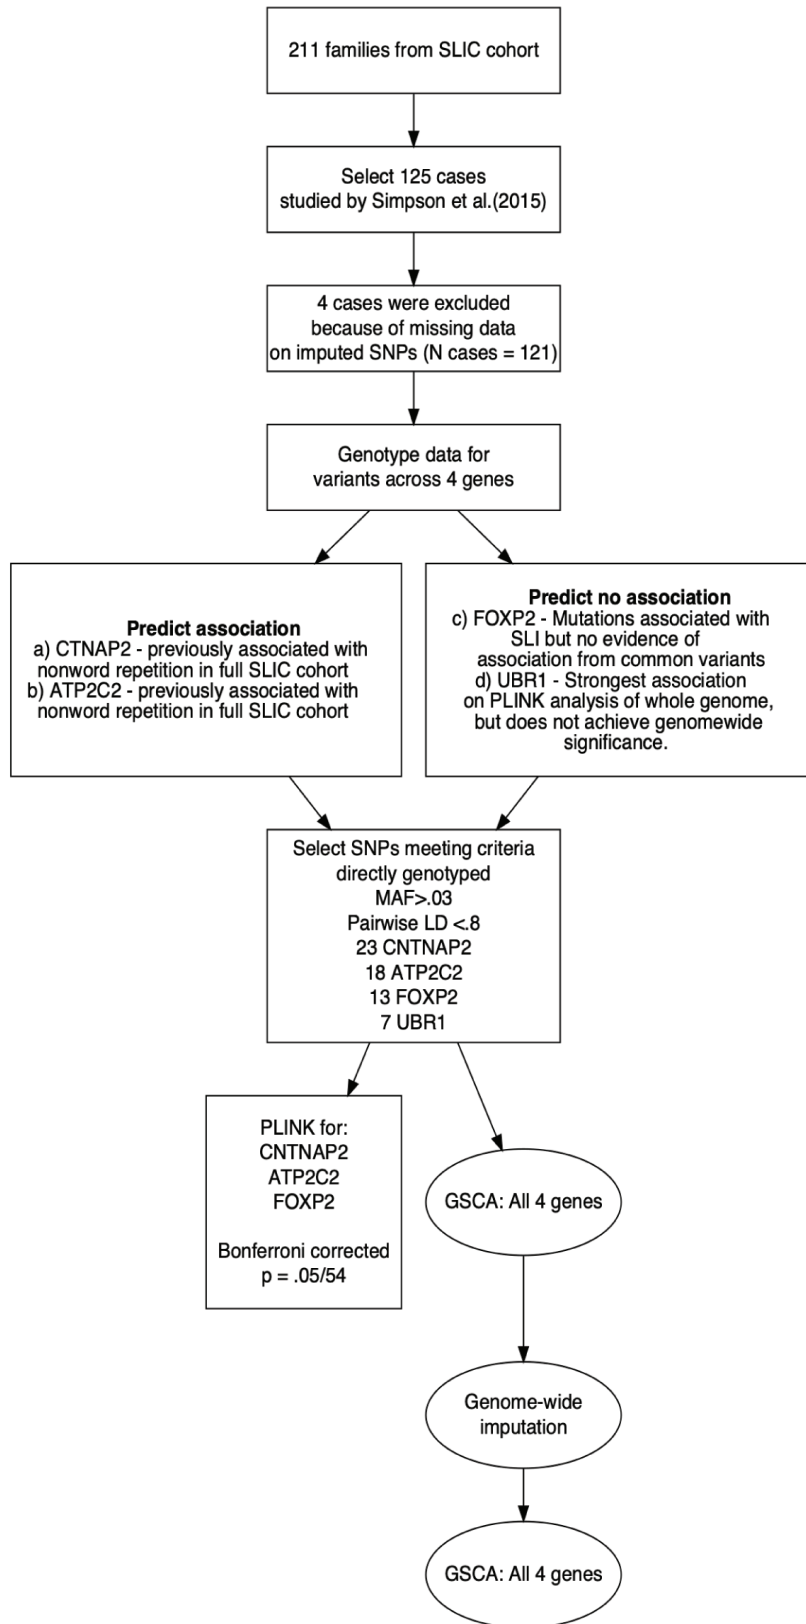 211 families from SLIC cohort
Select 125 cases
studied by Simpson et al.(2015)
4 cases were excluded
because of missing data
on imputed SNPs (N cases = 121)
Genotype data for
variants across 4 genes
Predict association
a) CTNAP2 - previously associated with
nonword repetition in full SLIC cohort
b) ATP2C2 - previously associated with
nonword repetition in full SLIC cohort
Predict no association
c) FOXP2 - Mutations associated with
SLI but no evidence of
association from common variants
d) UBR1 - Strongest association
on PLINK analysis of whole genome,
but does not achieve genomewide
significance.
Select SNPs meeting criteria
directly genotyped
MAF>.03
Pairwise LD <.8
23 CNTNAP2
18 ATP2C2
13 FOXP2
7 UBR1
PLINK for:
CNTNAP2
ATP2C2
FOXP2
Bonferroni corrected
p = .05/54
GSCA: All 4 genes
Genome-wide
imputation
GSCA: All 4 genes